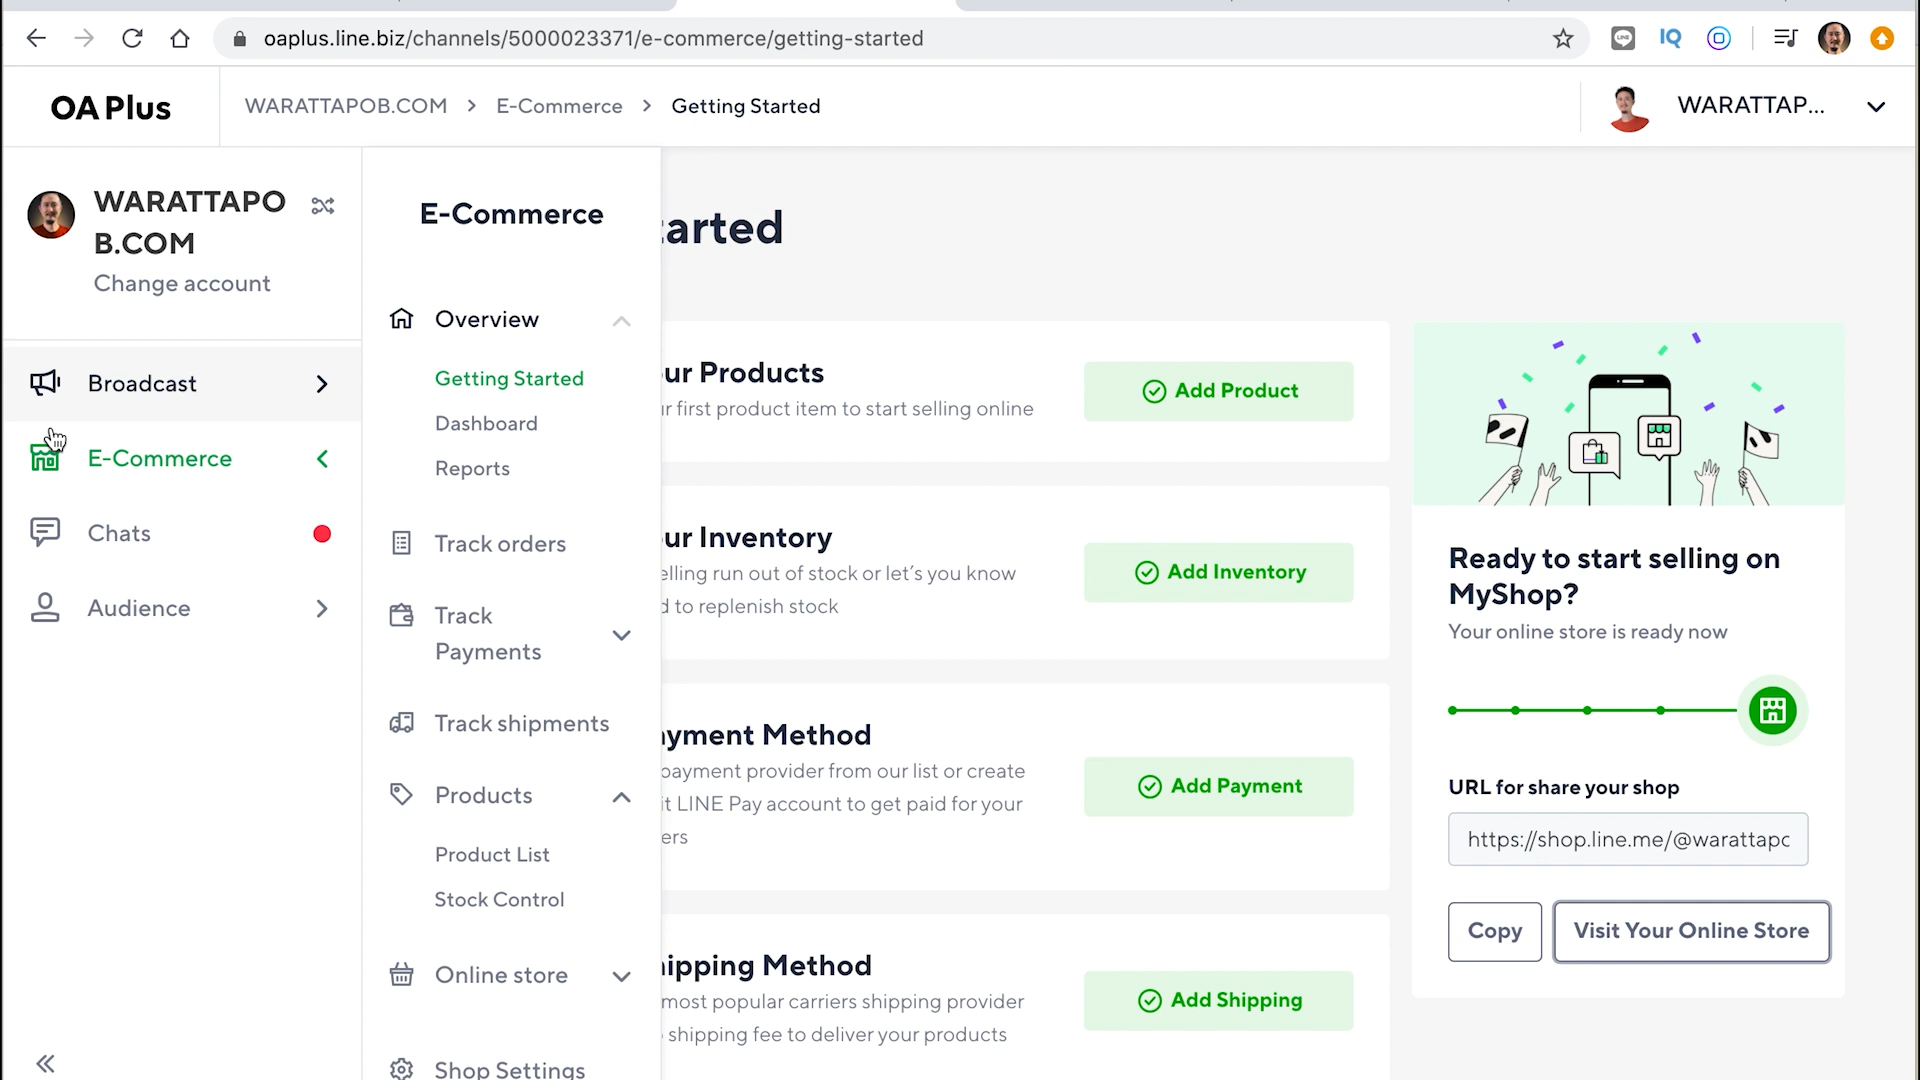 oaplus.line.biz/channels/5000023371/e-commerce/getting-started
IQ
OA Plus
WARATTAPOB.COM > E-Commerce > Getting Started
WARATTAP...
WARATTAPO
B.COM
Change account
Broadcast
E-Commerce
Chats
Audience
E-Commerce
Overview
Getting Started
Dashboard
Reports
Track orders
Track
Payments
Track shipments
Products
Product List
Stock Control
Online store
Shop Settings
tarted
ur Products
ur first product item to start selling online
Add Product
ur Inventory
elling run out of stock or let's you know
d to replenish stock
Add Inventory
yment Method
payment provider from our list or create
it LINE Pay account to get paid for your
ers
Add Payment
hipping Method
most popular carriers shipping provider
shipping fee to deliver your products
Add Shipping
Ready to start selling on
MyShop?
Your online store is ready now
URL for share your shop
https://shop.line.me/@warattapo
Copy
Visit Your Online Store